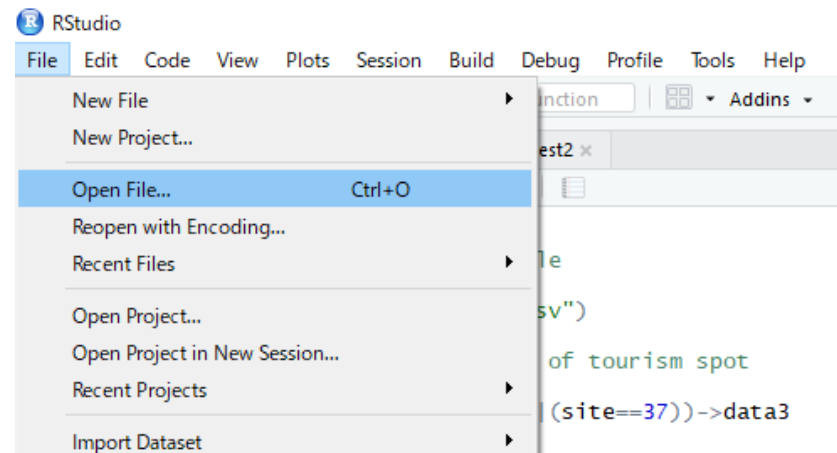 R RStudio
File Edit Code View Plots Session Build Debug Profile Tools Help
New File
unction
Addins
New Project...
est2
Open File... Ctrl+O
Reopen with Encoding...
Recent Files
le
Open Project...
sv")
Open Project in New Session...
of tourism spot
Recent Projects
|(site==37))->data3
Import Dataset